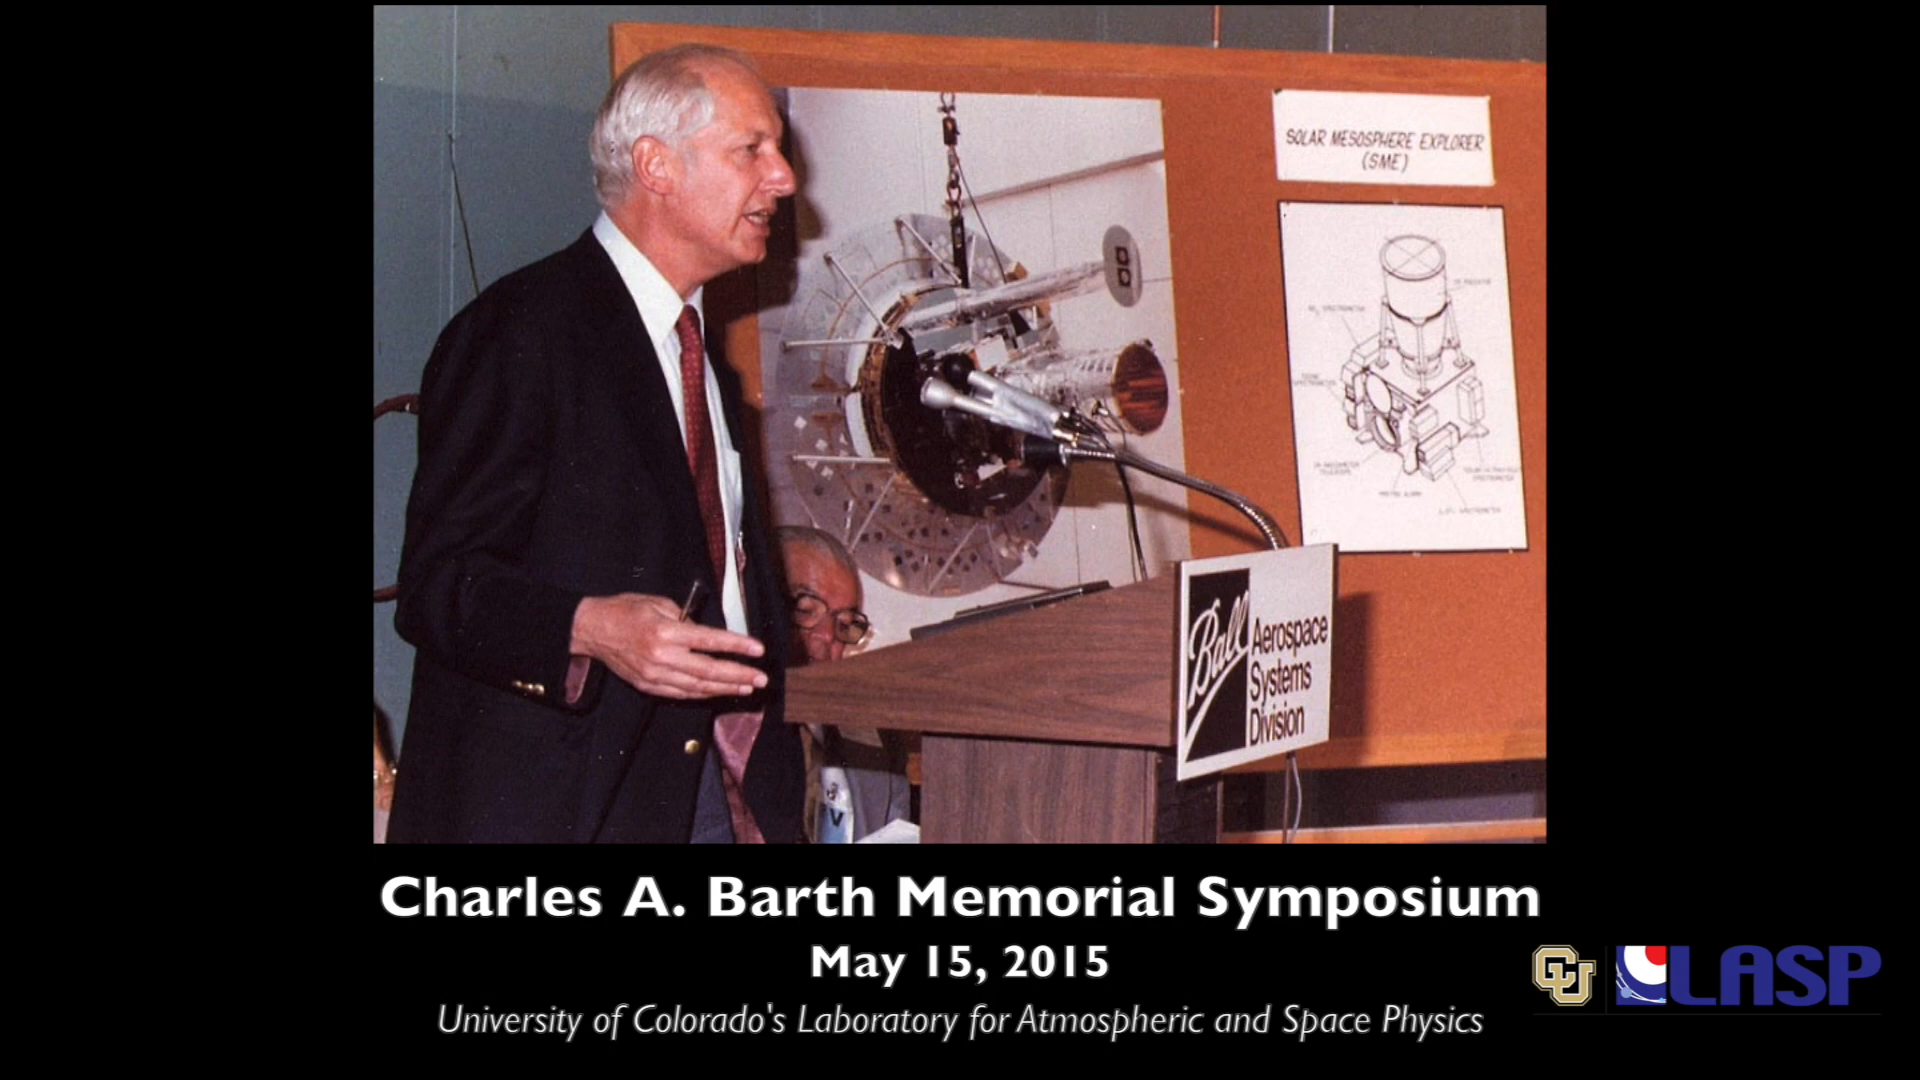 SOLAR MESOSPHERE EXPLORER
(SME)
Ball
Aerospace
Systems
Division
Charles A. Barth Memorial Symposium
May 15, 2015
University of Colorado's Laboratory for Atmospheric and Space Physics
CU
LASP